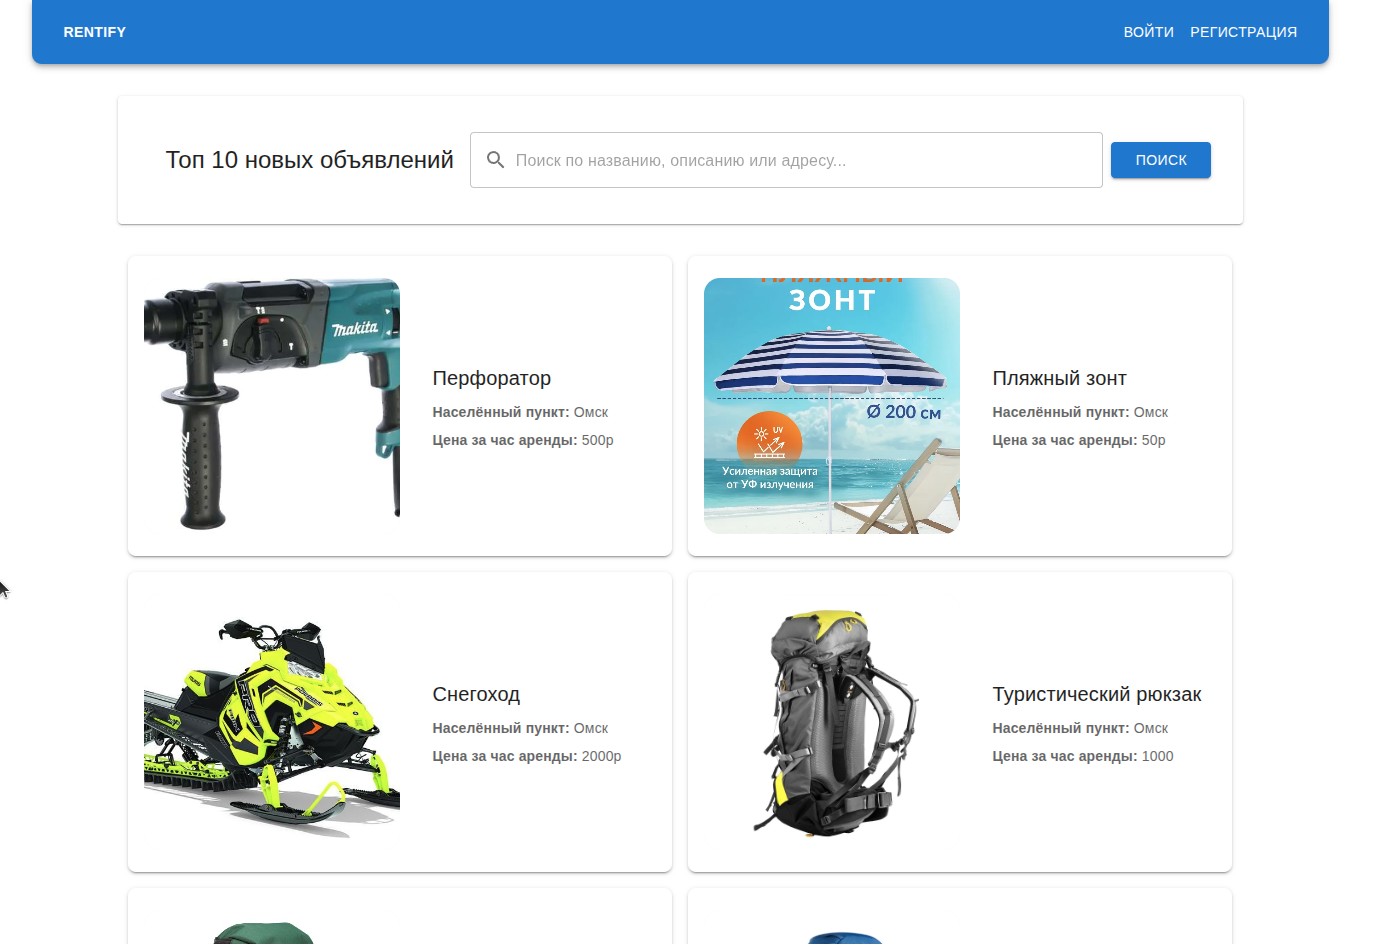 RENTIFY
ВОЙТИ РЕГИСТРАЦИЯ
Топ 10 новых объявлений
Поиск по названию, описанию или адресу...
ПОИСК
makita
makita
Перфоратор
Населённый пункт: Омск
Цена за час аренды: 500р
ЗОНТ
Ø 200 см
UV
Усиленная защита
от УФ излучения
Пляжный зонт
Населённый пункт: Омск
Цена за час аренды: 50р
Снегоход
Населённый пункт: Омск
Цена за час аренды: 2000р
Туристический рюкзак
Населённый пункт: Омск
Цена за час аренды: 1000